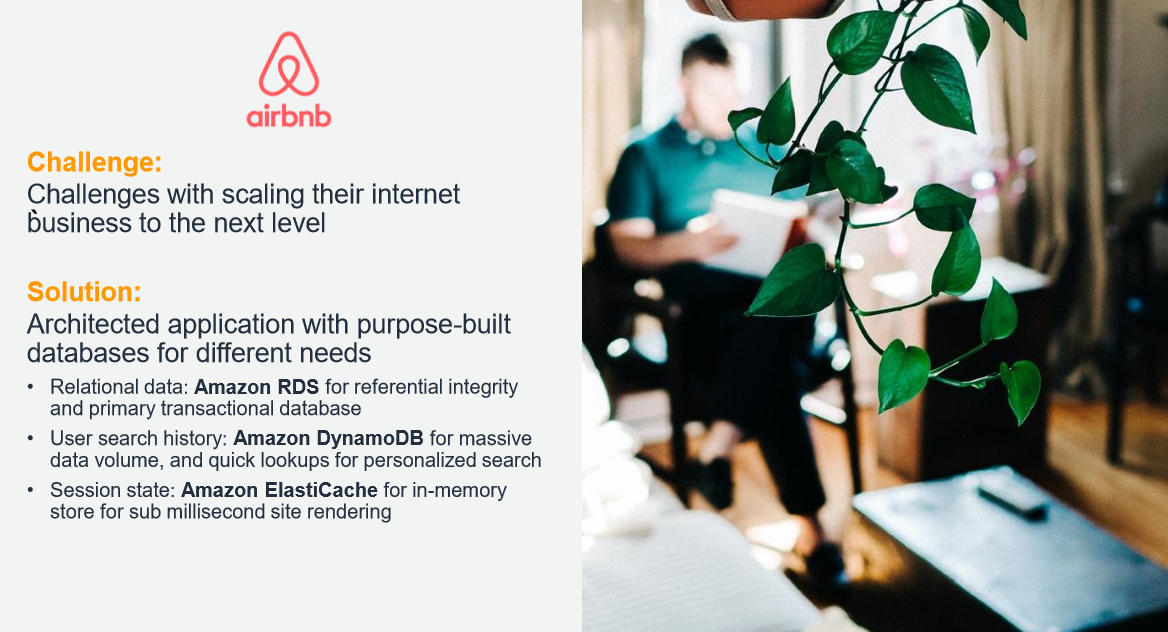 airbnb
Challenge:
Challenges with scaling their internet
business to the next level
Solution:
Architected application with purpose-built
databases for different needs
• Relational data: Amazon RDS for referential integrity
and primary transactional database
• User search history: Amazon DynamoDB for massive
data volume, and quick lookups for personalized search
• Session state: Amazon ElastiCache for in-memory
store for sub millisecond site rendering